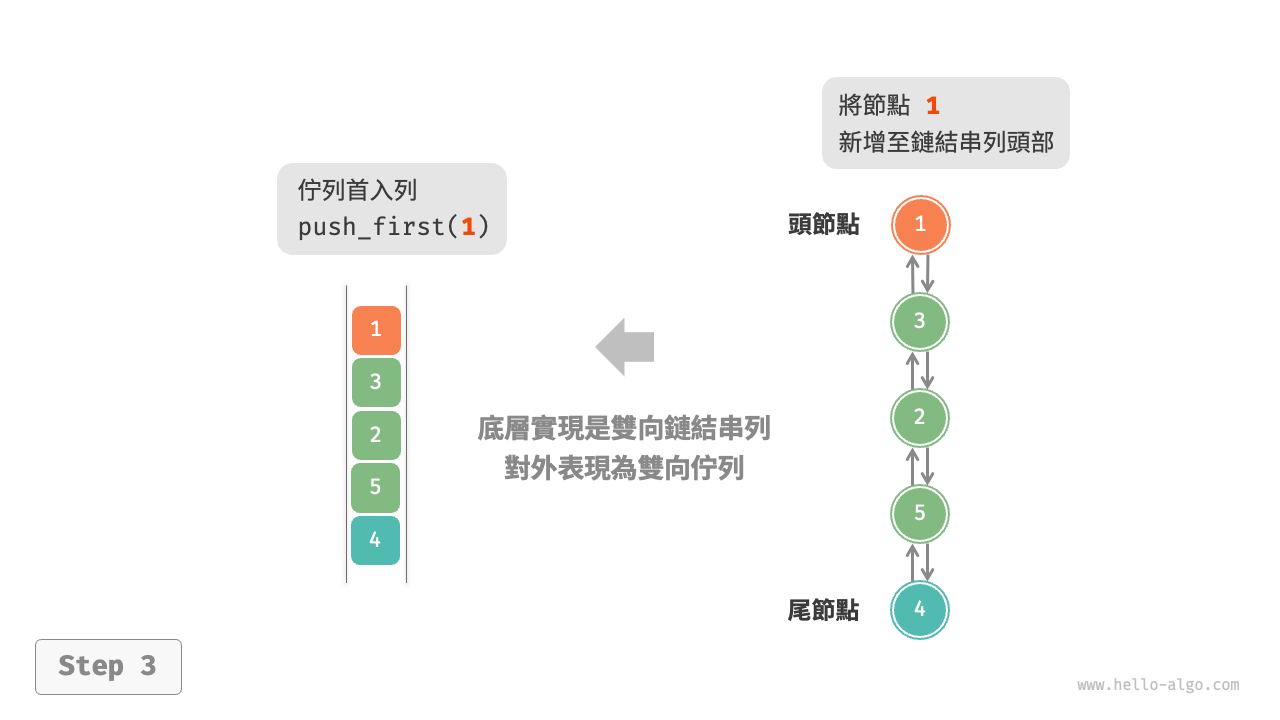 將節點 1
新增至鏈結串列頭部
佇列首入列
push_first(1)
頭節點
1
3
2
5
4
尾節點
1
3
2
5
4
底層實現是雙向鏈結串列
對外表現為雙向佇列
Step 3
www.hello-algo.com